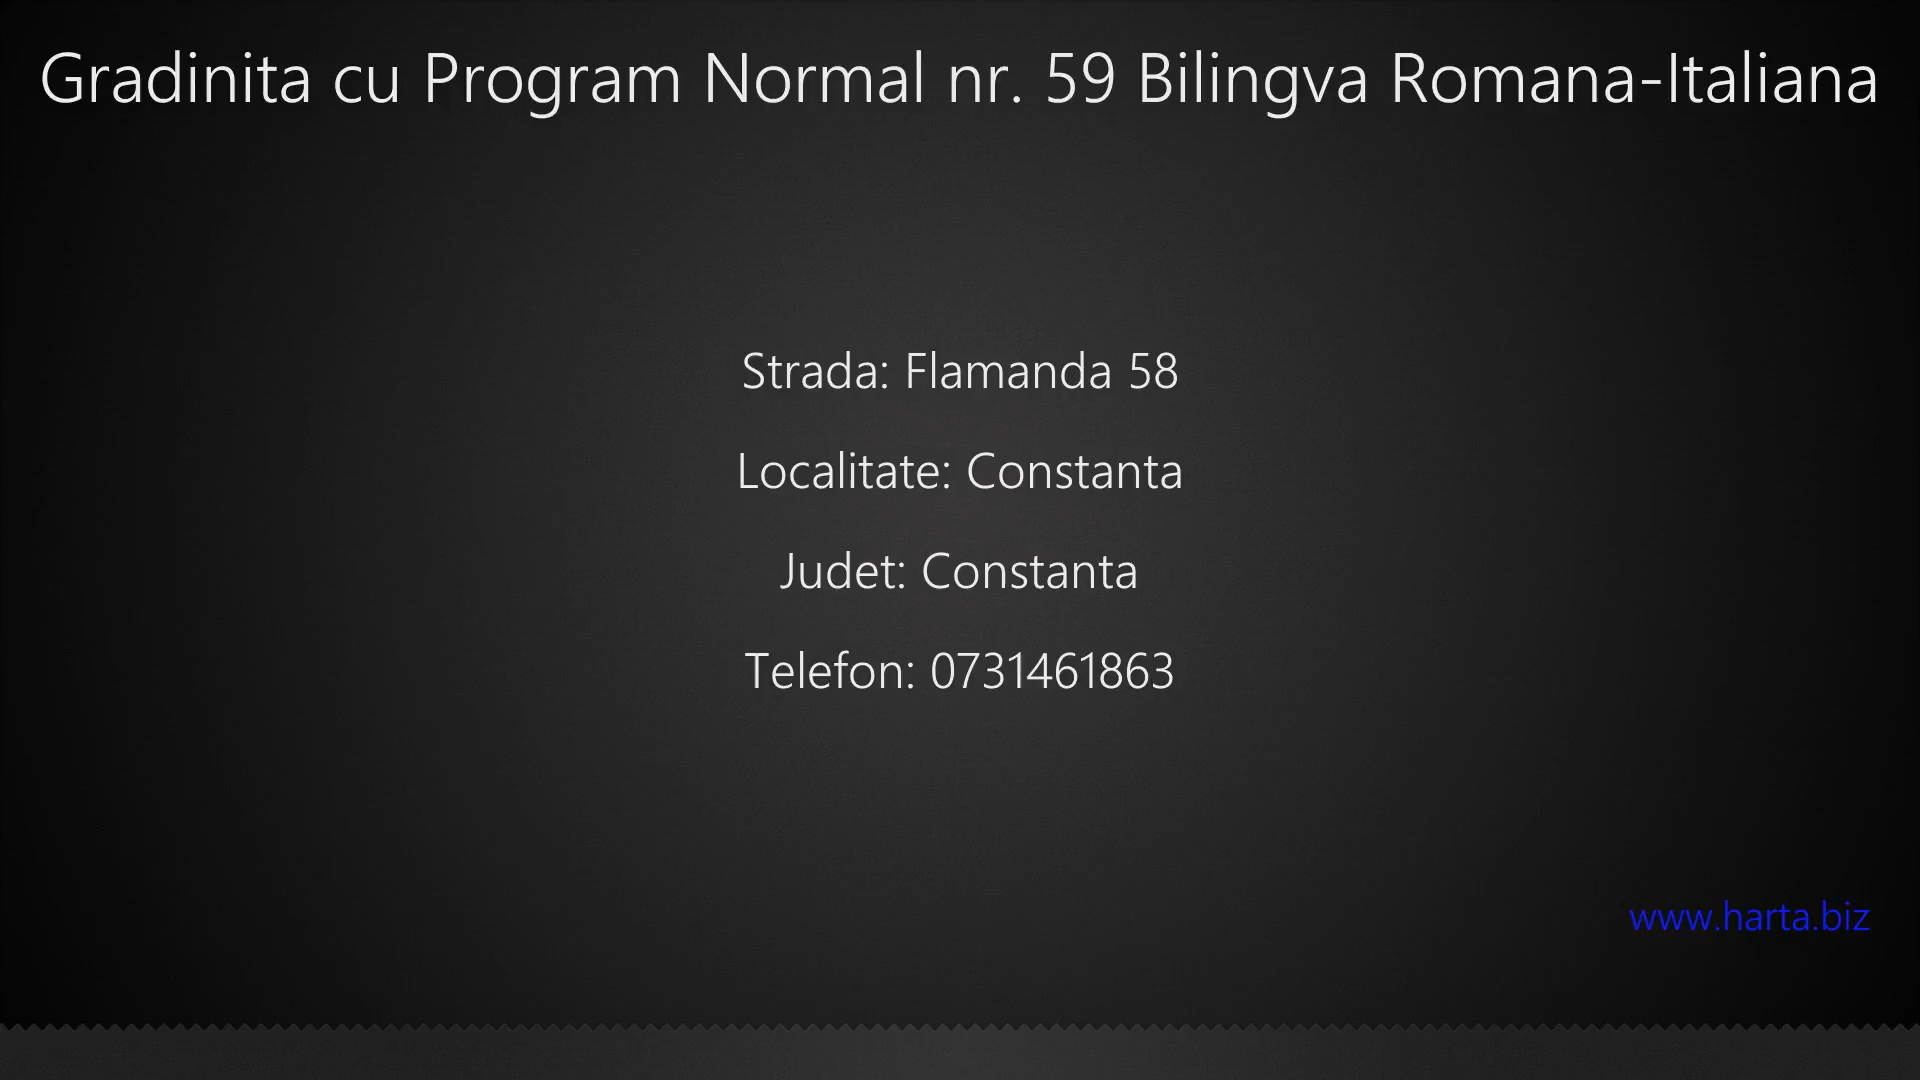 Gradinita cu Program Normal nr. 59 Bilingva Romana-Italiana
Strada: Flamanda 58
Localitate: Constanta
Judet: Constanta
Telefon: 0731461863
www.harta.biz